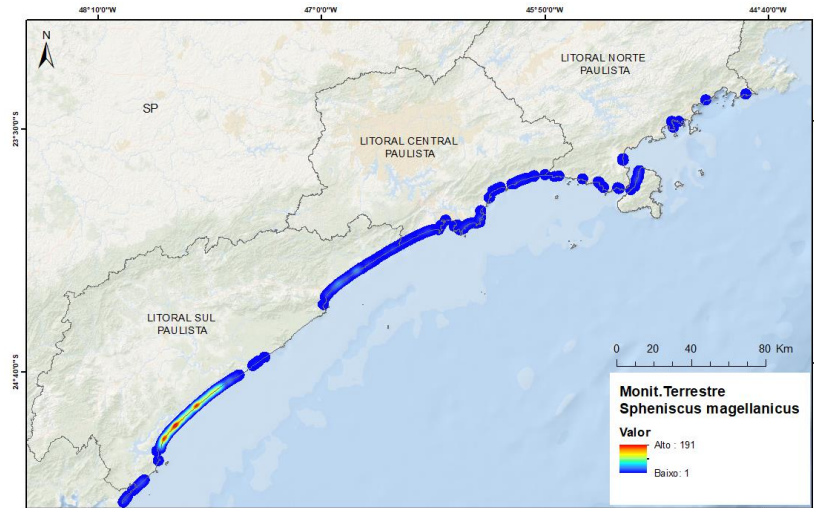 48°10'0"O
47°0'0"O
45°50'0"O
44°40'0"O
N
LITORAL NORTE
PAULISTA
SP
23°30'0"S
LITORAL CENTRAL
PAULISTA
LITORAL SUL
PAULISTA
24°40'0"S
0 20 40 60 80 Km
Monit.Terrestre
Spheniscus magellanicus
Valor
Alto : 191
Baixo: 1